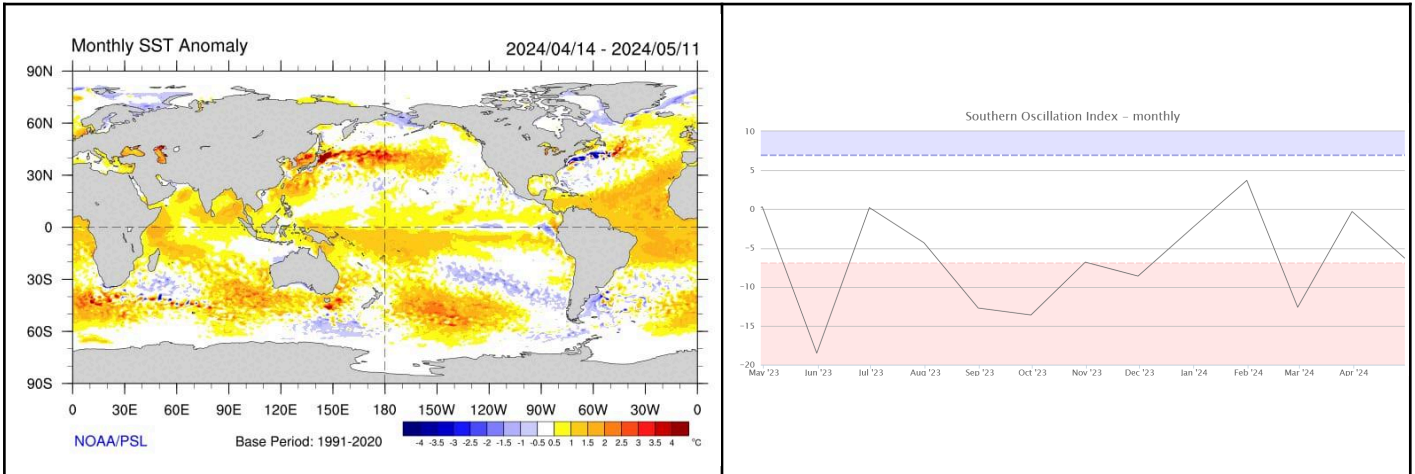 Monthly SST Anomaly
2024/04/14 - 2024/05/11
90N
60N
30N
0
30S
60S
90S
0 30E 60E 90E 120E 150E 180 150W 120W 90W 60W 30W 0
NOAA/PSL
Base Period: 1991-2020
-4 -3.5 -3 -2.5 -2 -1.5 -1 -0.5 0.5 1 1.5 2 2.5 3 3.5 4 °C
Southern Oscillation Index – monthly
10
5
0
−5
−10
−15
−20
May '23 Jun '23 Jul '23 Aug '23 Sep '23 Oct '23 Nov '23 Dec '23 Jan '24 Feb '24 Mar '24 Apr '24